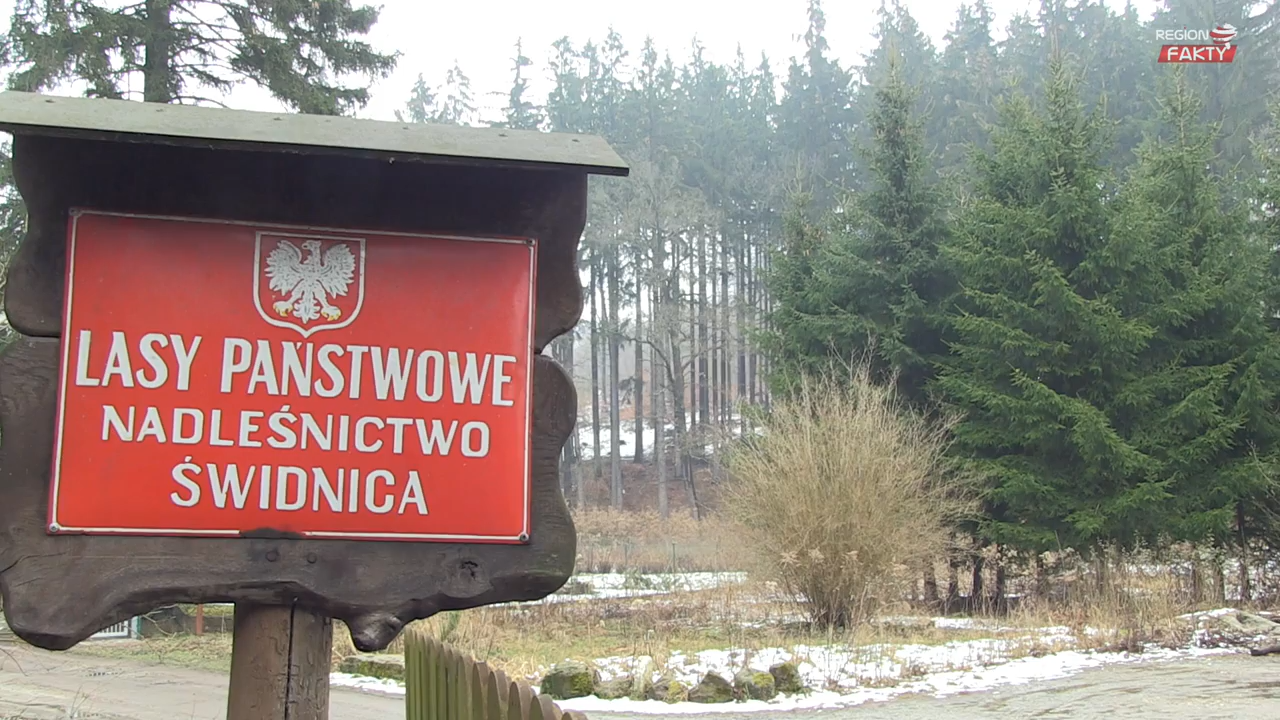 REGION
FAKTY
LASY PAŃSTWOWE
NADLEŚNICTWO
ŚWIDNICA